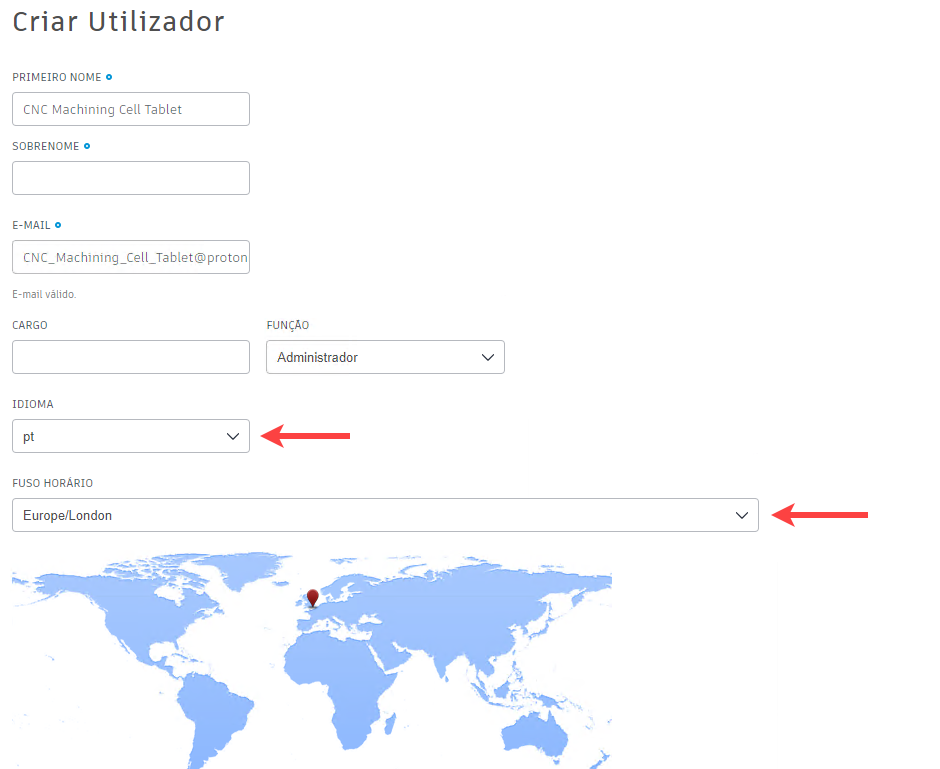 Criar Utilizador
PRIMEIRO NOME
CNC Machining Cell Tablet
SOBRENOME
E-MAIL
CNC_Machining_Cell_Tablet@proton
E-mail válido.
CARGO
FUNÇÃO
Administrador
IDIOMA
pt
FUSO HORÁRIO
Europe/London